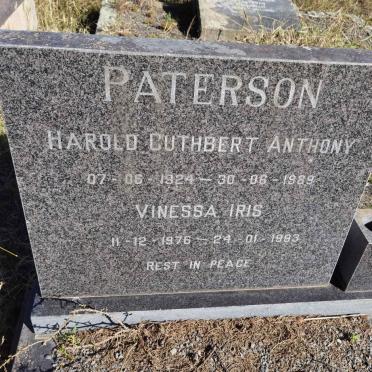 PATERSON
HAROLD CUTHBERT ANTHONY
07-06-1924 – 30-06-1989
VINESSA IRIS
11-12-1976 – 24-01-1993
REST IN PEACE